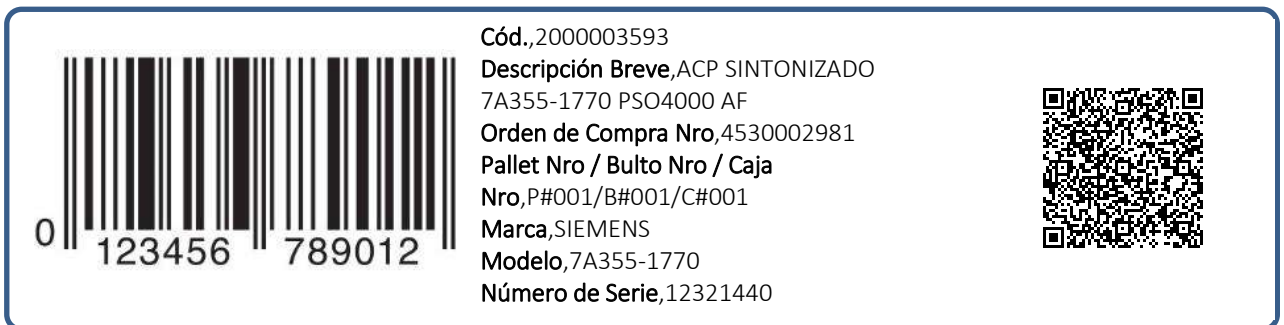 0 123456 789012
Cód.,2000003593
Descripción Breve,ACP SINTONIZADO
7A355-1770 PSO4000 AF
Orden de Compra Nro,4530002981
Pallet Nro / Bulto Nro / Caja
Nro,P#001/B#001/C#001
Marca,SIEMENS
Modelo,7A355-1770
Número de Serie,12321440